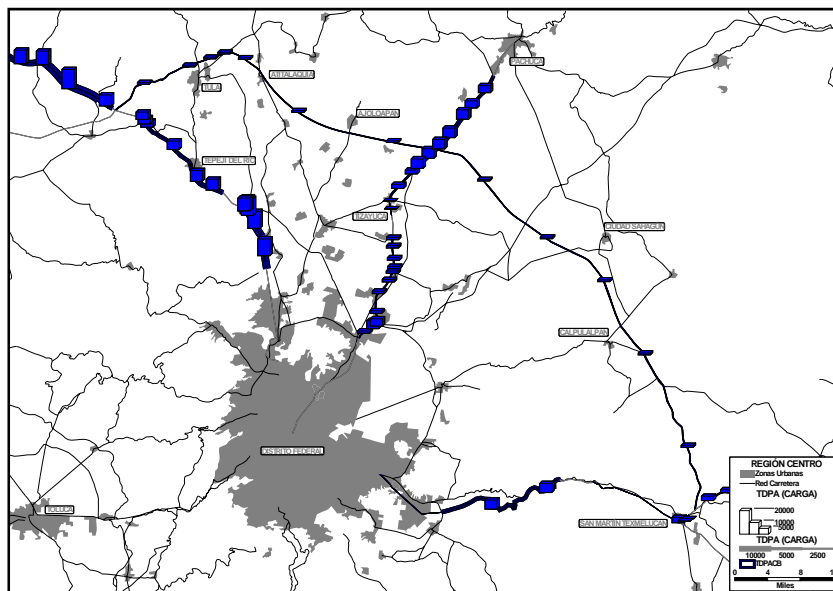 PACHUCA
ATITALAQUIA
TULA
AJOLOAPAN
TEPEJI DEL RIO
TIZAYUCA
CIUDAD SAHAGUN
CALPULALPAN
DISTRITO FEDERAL
TOLUCA
SAN MARTIN TEXMELUCAN
REGIÓN CENTRO
Zonas Urbanas
Red Carretera
TDPA (CARGA)
20000
10000
5000
TDPA (CARGA)
10000 5000 2500
TDPACB
0 4 8
Miles